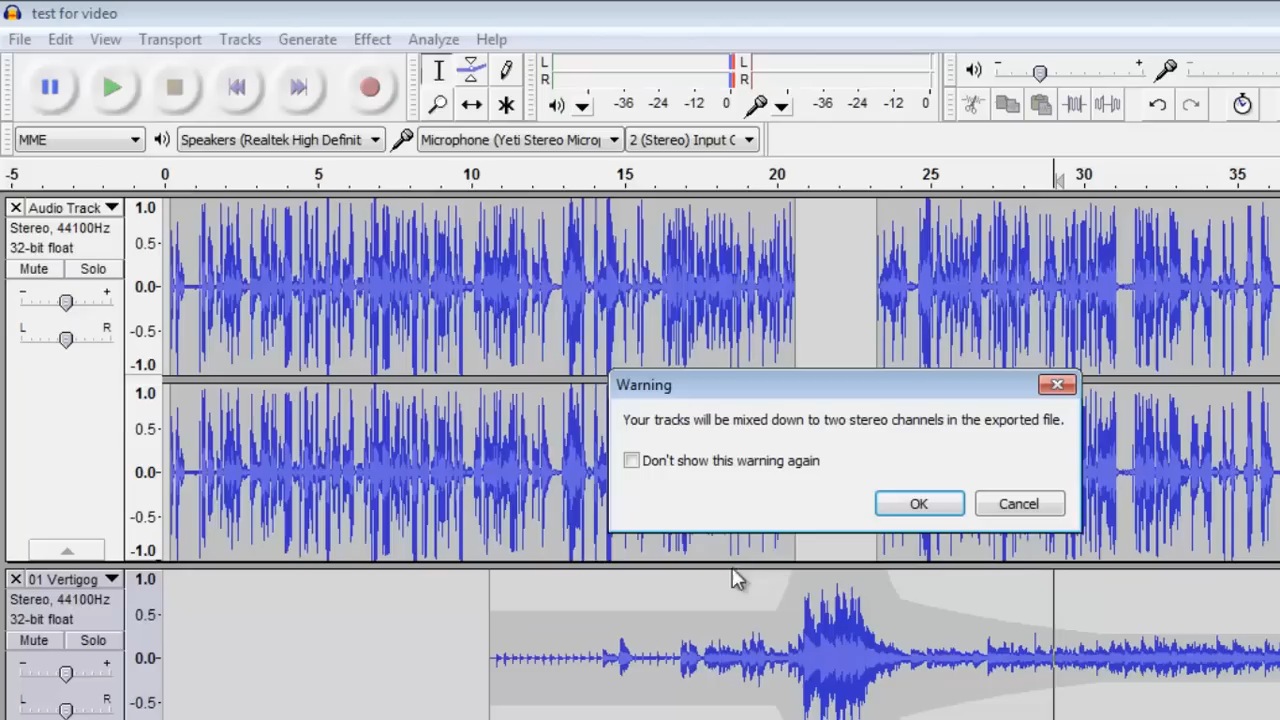 test for video
File Edit View Transport Tracks Generate Effect Analyze Help
L L
R R
-36 -24 -12 0 -36 -24 -12 0
MME Speakers (Realtek High Definit Microphone (Yeti Stereo Microp 2 (Stereo) Input C
-5 0 5 10 15 20 25 30 35
Audio Track 1.0
Stereo, 44100Hz
32-bit float 0.5
Mute Solo
- + 0.0
L R -0.5
-1.0
1.0
0.5
0.0
-0.5
-1.0
Warning
Your tracks will be mixed down to two stereo channels in the exported file.
Don't show this warning again
OK Cancel
01 Vertigog 1.0
Stereo, 44100Hz
32-bit float 0.5
Mute Solo
- + 0.0
L R -0.5